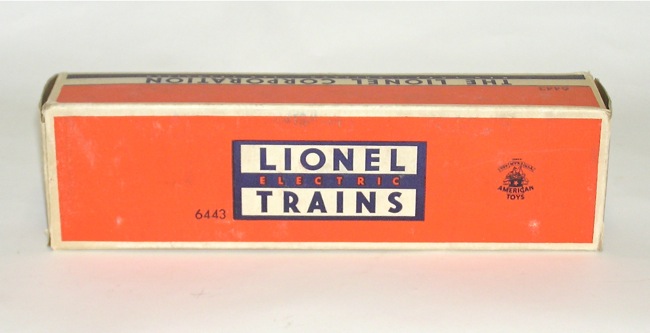 THE LIONEL CORPORATION
6443
LIONEL
ELECTRIC
TRAINS
6443
AMERICAN
TOYS